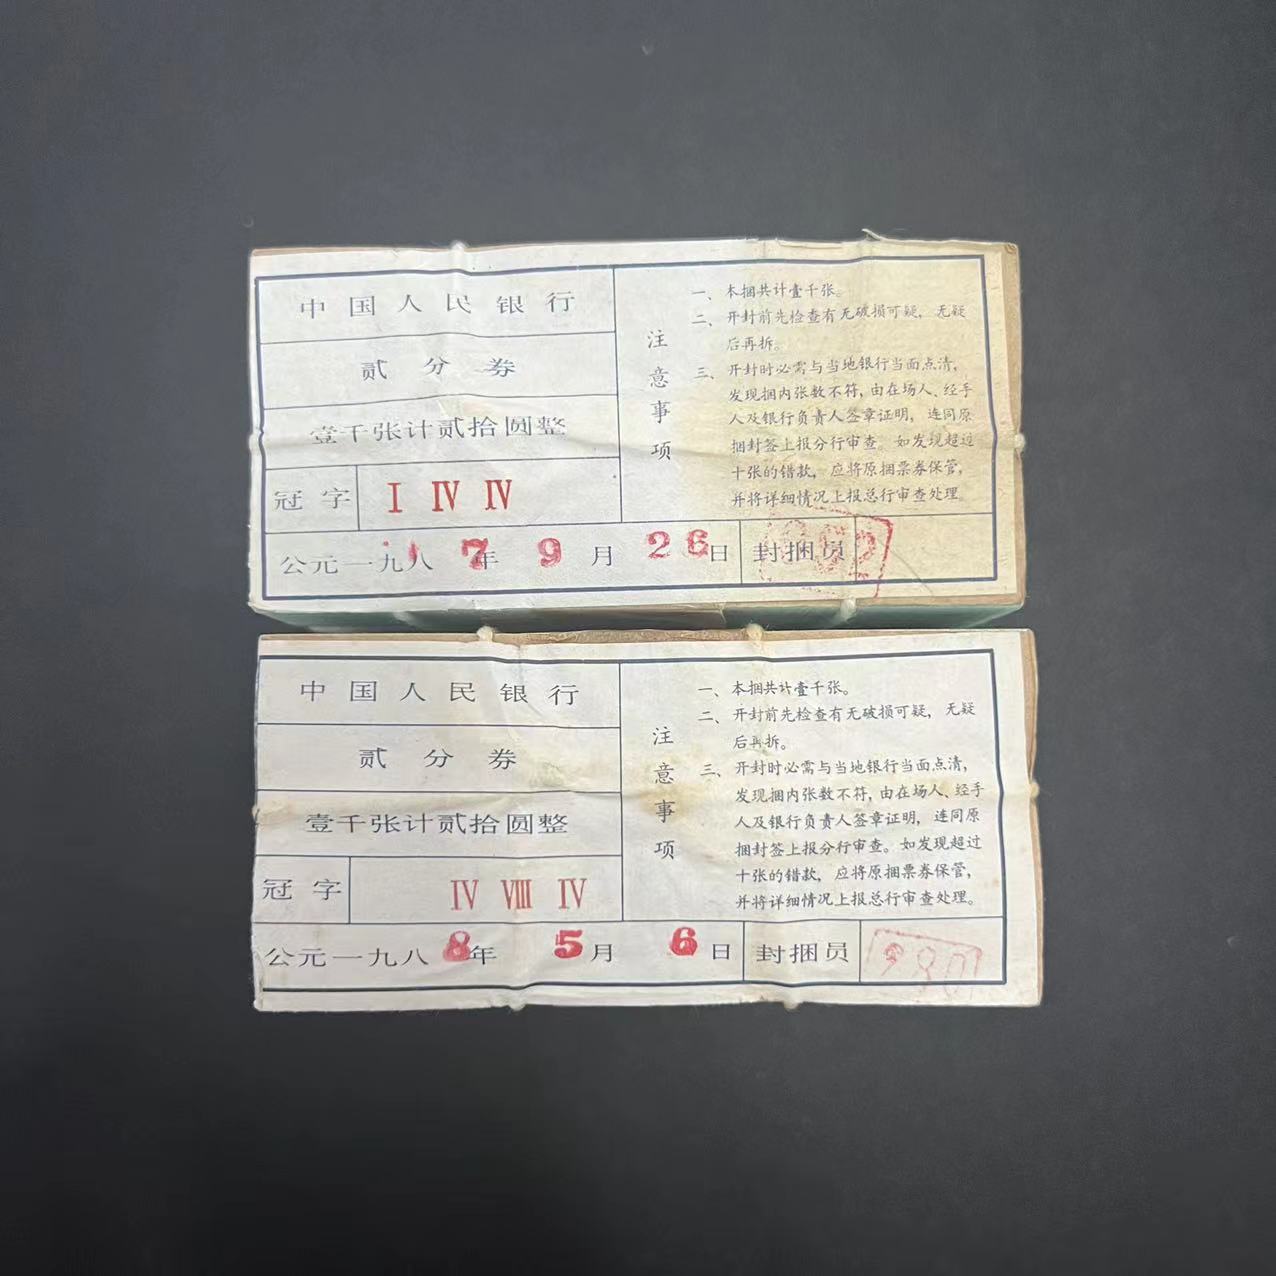 中国人民银行
贰分券
壹千张计贰拾圆整
冠字 I IV IV
公元一九八7年9月26日 封捆员
注意事项
一、本捆共计壹千张。
二、开封前先检查有无破损可疑，无疑
后再拆。
三、开封时必需与当地银行当面点清，
发现捆内张数不符，由在场人、经手
人及银行负责人签章证明，连同原
捆封签上报分行审查。如发现超过
十张的错款，应将原捆票券保管，
并将详细情况上报总行审查处理。
中国人民银行
贰分券
壹千张计贰拾圆整
冠字 IV VIII IV
公元一九八8年5月6日 封捆员
注意事项
一、本捆共计壹千张。
二、开封前先检查有无破损可疑，无疑
后再拆。
三、开封时必需与当地银行当面点清，
发现捆内张数不符，由在场人、经手
人及银行负责人签章证明，连同原
捆封签上报分行审查。如发现超过
十张的错款，应将原捆票券保管，
并将详细情况上报总行审查处理。